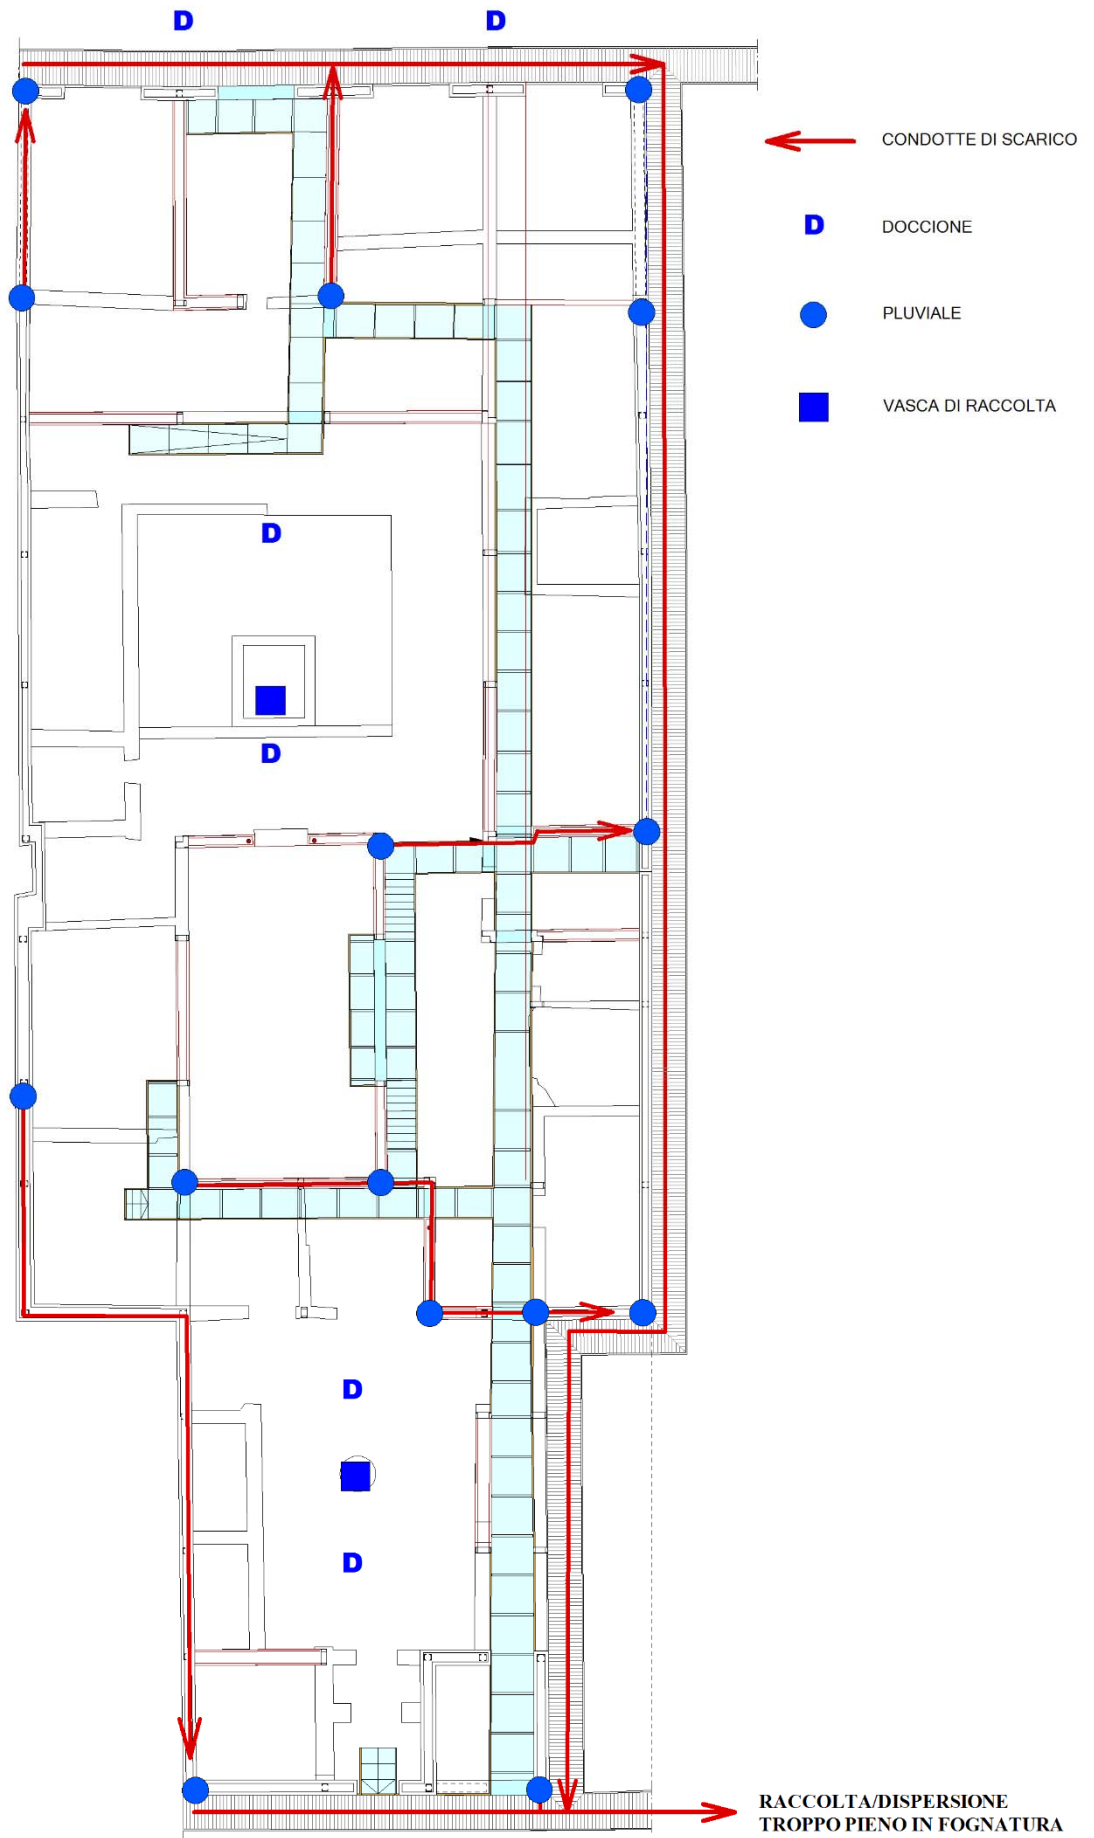 D D
CONDOTTE DI SCARICO
D DOCCIONE
PLUVIALE
VASCA DI RACCOLTA
D
D
D
D
RACCOLTA/DISPERSIONE
TROPPO PIENO IN FOGNATURA